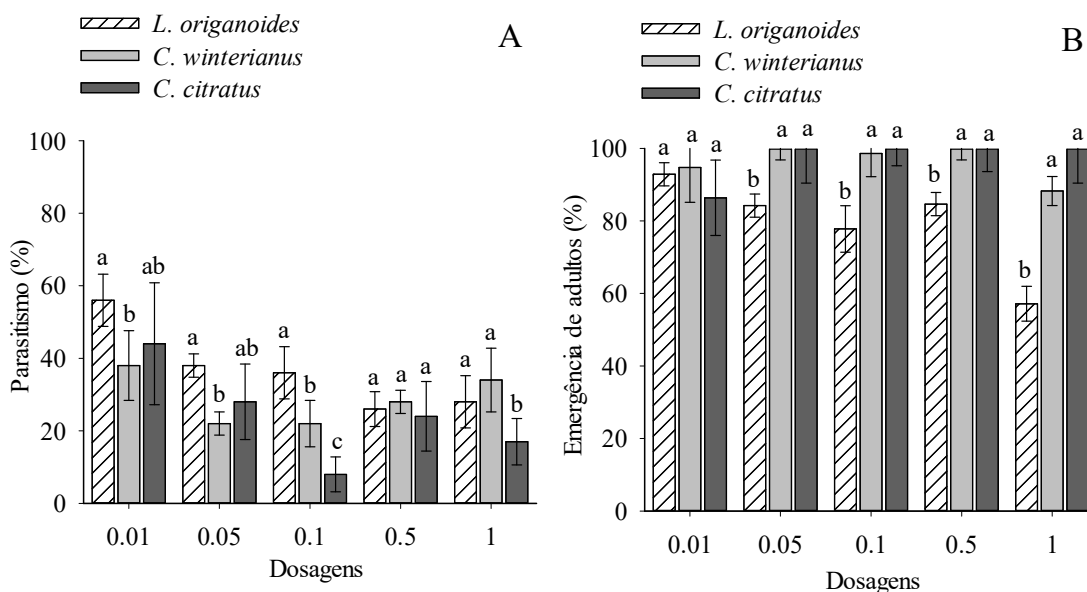 L. origanoides
C. winterianus
C. citratus
A
100
80
60
40
20
0
Parasitismo (%)
a b ab
a b ab
a b c
a a a
a a b
0.01 0.05 0.1 0.5 1
Dosagens
L. origanoides
C. winterianus
C. citratus
B
100
80
60
40
20
0
Emergência de adultos (%)
a a a
b a a
b a a
b a a
b a a
0.01 0.05 0.1 0.5 1
Dosagens